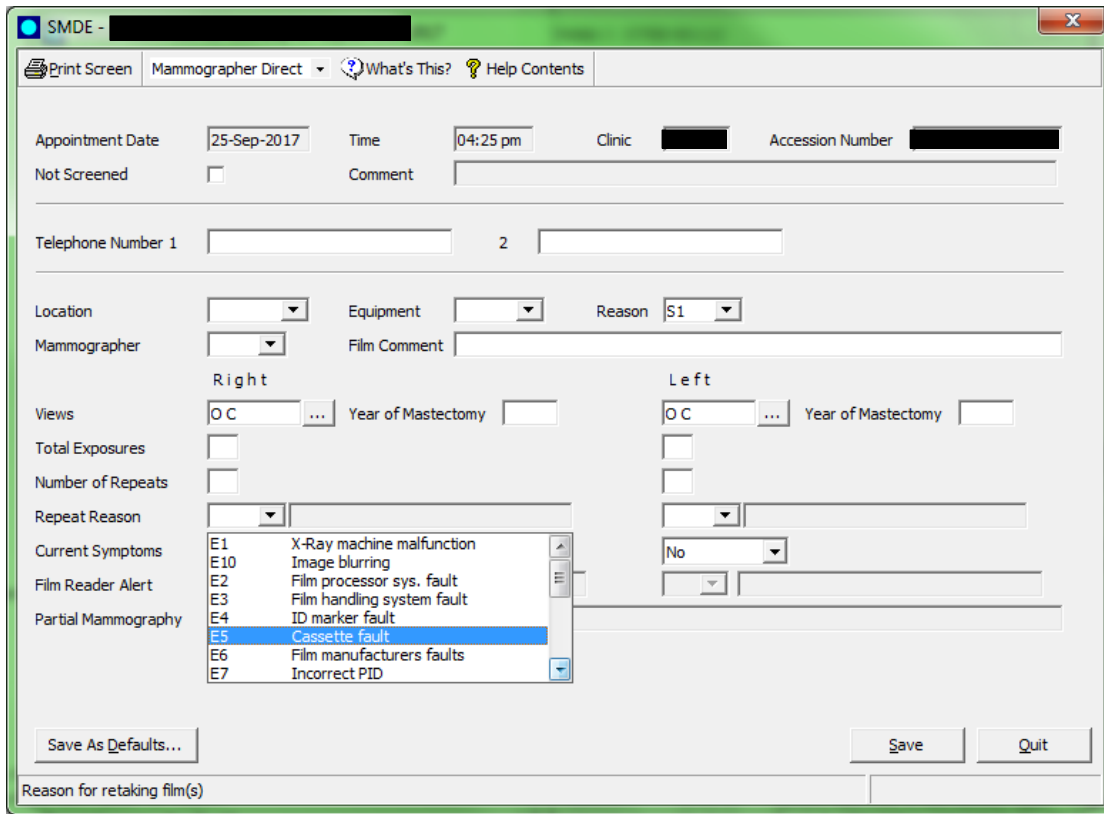 SMDE -
Print Screen Mammographer Direct What's This? Help Contents
Appointment Date 25-Sep-2017 Time 04:25 pm Clinic Accession Number
Not Screened Comment
Telephone Number 1 2
Location Equipment Reason S1
Mammographer Film Comment
Right Left
Views O C ... Year of Mastectomy O C ... Year of Mastectomy
Total Exposures
Number of Repeats
Repeat Reason
Current Symptoms No
Film Reader Alert
Partial Mammography
E1 X-Ray machine malfunction
E10 Image blurring
E2 Film processor sys. fault
E3 Film handling system fault
E4 ID marker fault
E5 Cassette fault
E6 Film manufacturers faults
E7 Incorrect PID
Save As Defaults... Save Quit
Reason for retaking film(s)